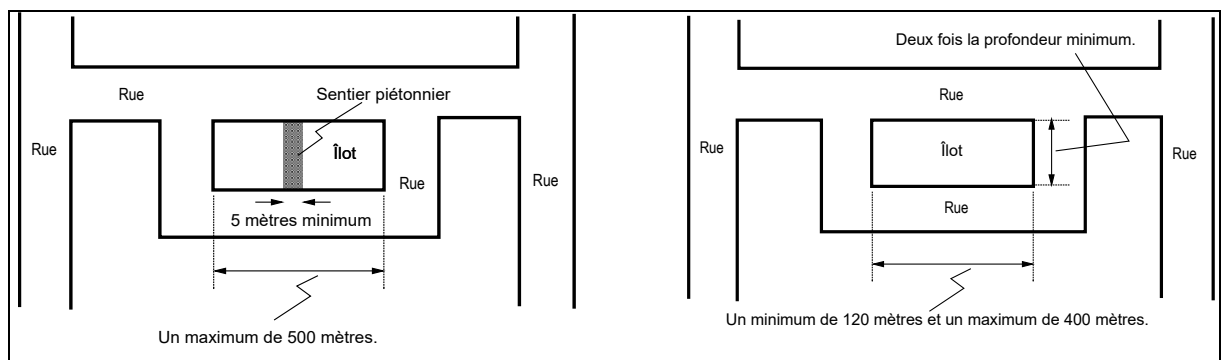 Rue
Sentier piétonnier
Rue
Îlot
Rue
Rue
5 mètres minimum
Un maximum de 500 mètres.
Deux fois la profondeur minimum.
Rue
Rue
Îlot
Rue
Rue
Un minimum de 120 mètres et un maximum de 400 mètres.